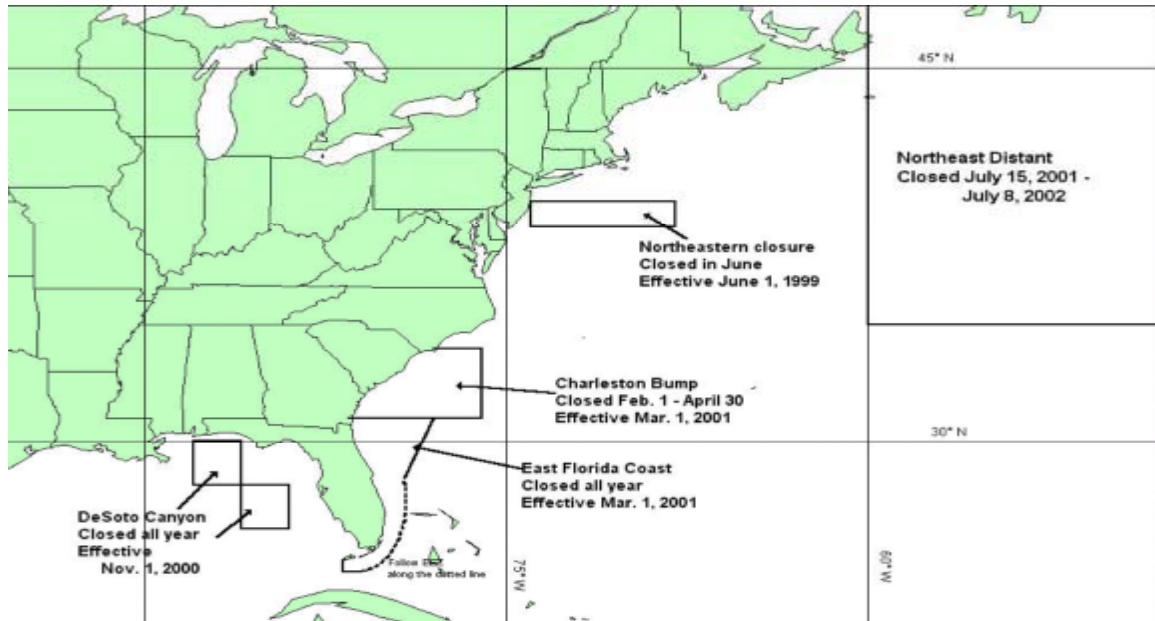 45° N
Northeast Distant
Closed July 15, 2001 -
July 8, 2002
Northeastern closure
Closed in June
Effective June 1, 1999
Charleston Bump
Closed Feb. 1 - April 30
Effective Mar. 1, 2001
30° N
East Florida Coast
Closed all year
Effective Mar. 1, 2001
DeSoto Canyon
Closed all year
Effective
Nov. 1, 2000
Follow
along the dotted line
75° W
60° W